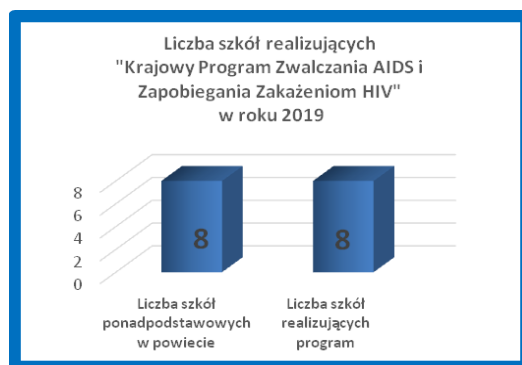 Liczba szkół realizujących
"Krajowy Program Zwalczania AIDS i
Zapobiegania Zakażeniom HIV"
w roku 2019
8
6
4
2
0
8
8
Liczba szkół
ponadpodstawowych
w powiecie
Liczba szkół
realizujących
program